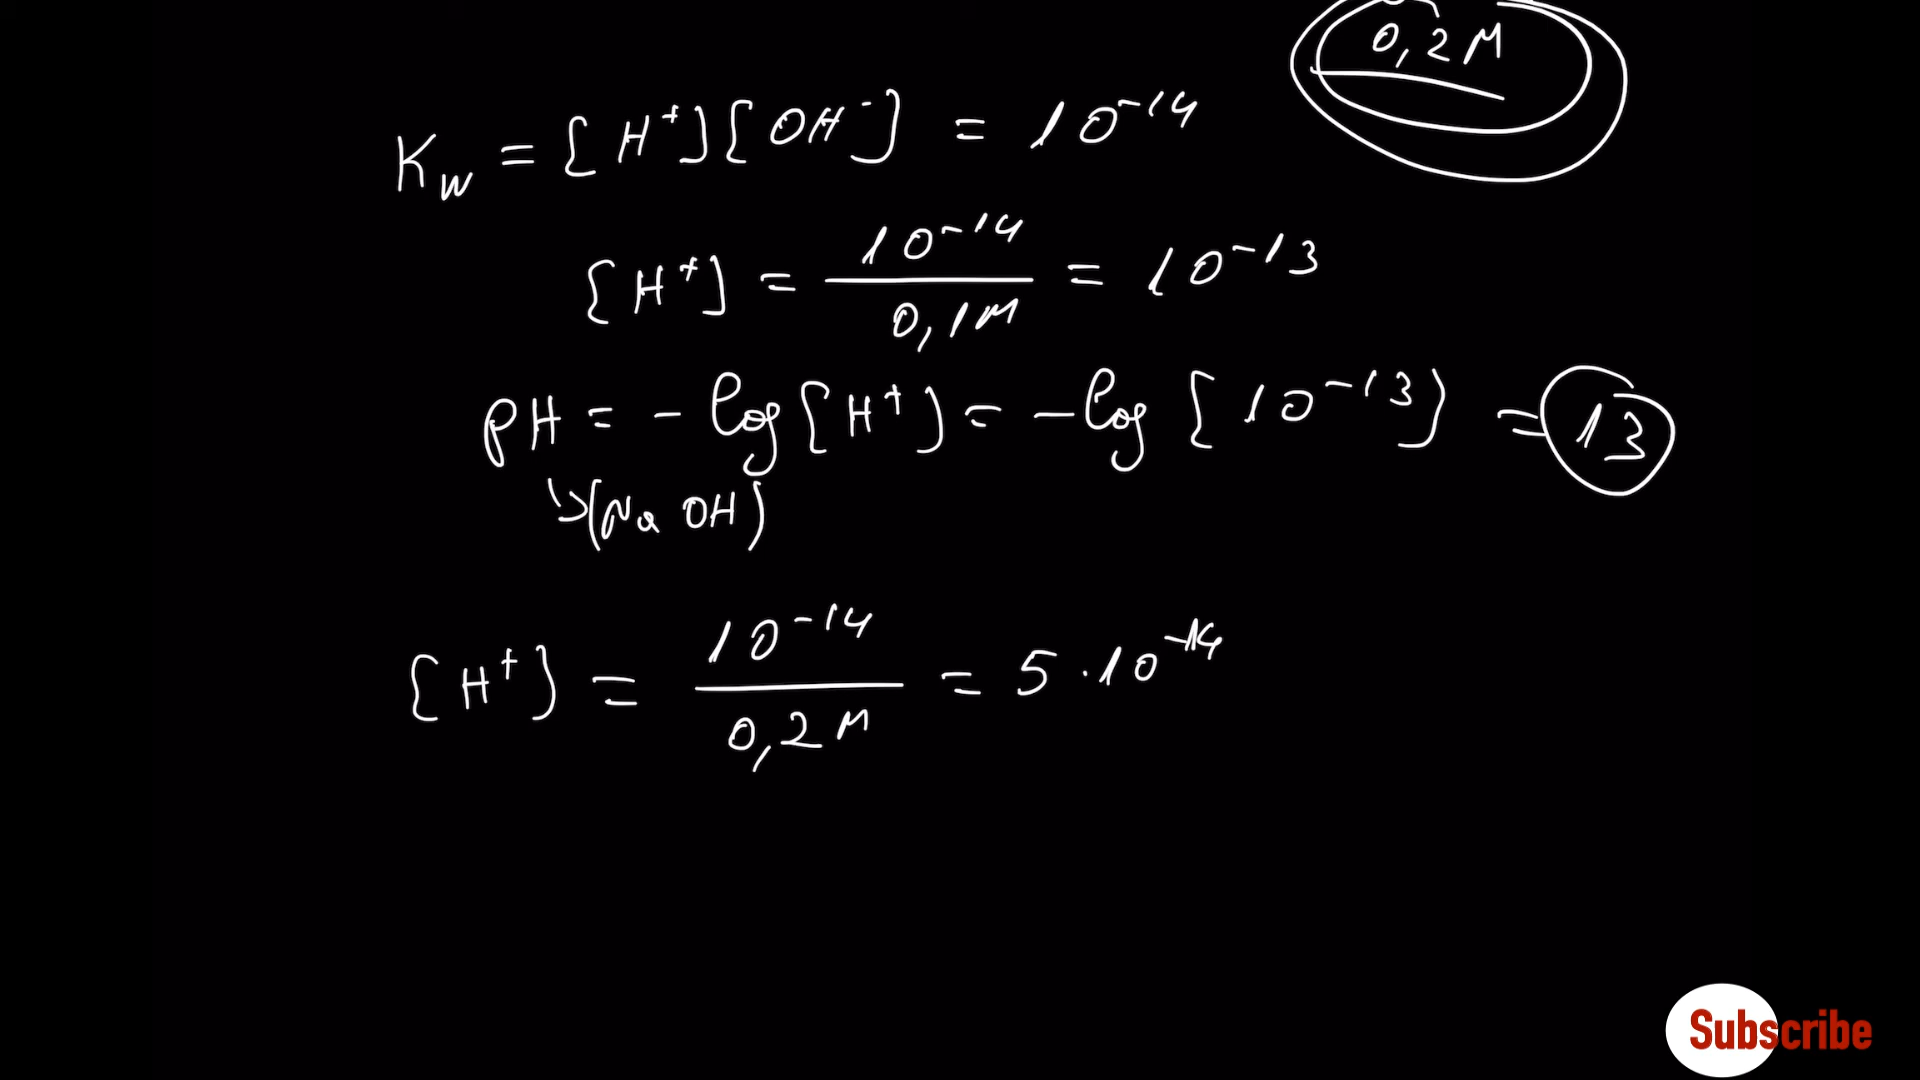 0,2M
Kw = [H⁺][OH⁻] = 10⁻¹⁴
[H⁺] = 10⁻¹⁴ / 0,1M = 10⁻¹³
pH = - log [H⁺] = - log [10⁻¹³] = 13
↳(NaOH)
[H⁺] = 10⁻¹⁴ / 0,2M = 5 · 10⁻¹⁴
Subscribe